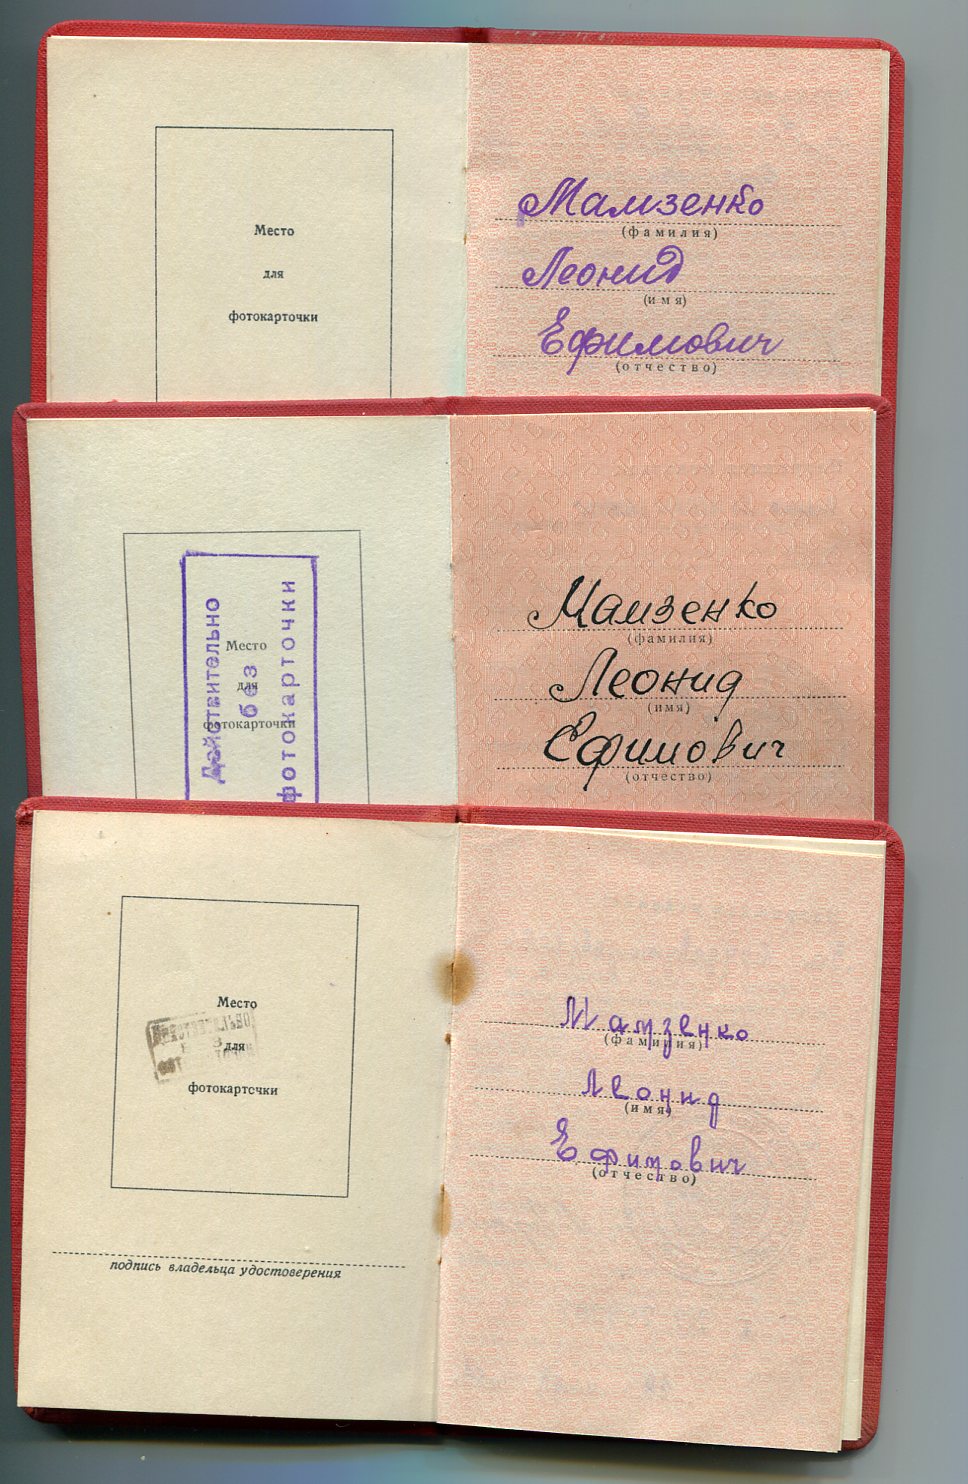 Место
для
фотокарточки
Мамзенко
(фамилия)
Леонид
(имя)
Ефимович
(отчество)
Действительно
без
фотокарточки
Место
для
фотокарточки
Мамзенко
(фамилия)
Леонид
(имя)
Ефимович
(отчество)
Место
для
фотокарточки
подпись владельца удостоверения
Мамзенко
(фамилия)
Леонид
(имя)
Ефимович
(отчество)